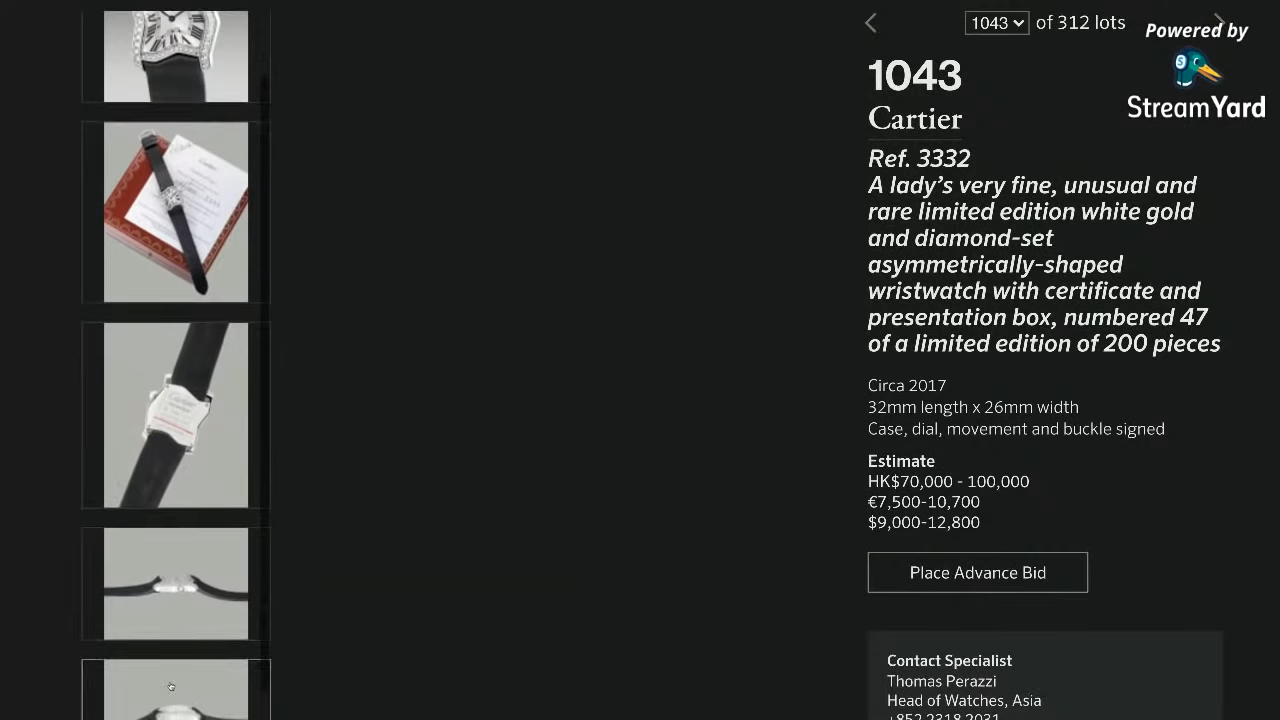 1043 of 312 lots
Powered by
StreamYard
1043
Cartier
Ref. 3332
A lady's very fine, unusual and
rare limited edition white gold
and diamond-set
asymmetrically-shaped
wristwatch with certificate and
presentation box, numbered 47
of a limited edition of 200 pieces
Circa 2017
32mm length x 26mm width
Case, dial, movement and buckle signed
Estimate
HK$70,000 - 100,000
€7,500-10,700
$9,000-12,800
Place Advance Bid
Contact Specialist
Thomas Perazzi
Head of Watches, Asia
+852 2318 2031